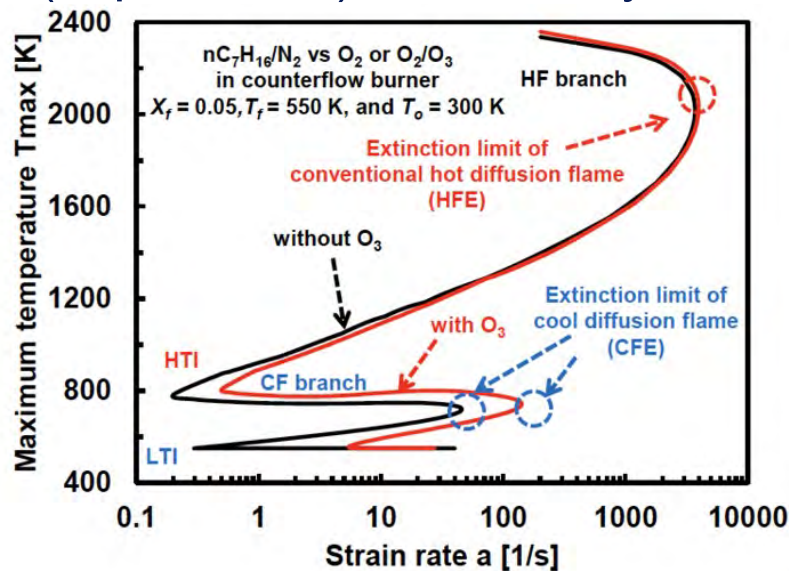 2400
2000
1600
1200
800
400
Maximum temperature Tmax [K]
nC₇H₁₆/N₂ vs O₂ or O₂/O₃
in counterflow burner
X_f = 0.05, T_f = 550 K, and T_o = 300 K
HF branch
Extinction limit of
conventional hot diffusion flame
(HFE)
without O₃
Extinction limit of
cool diffusion flame
(CFE)
with O₃
HTI
CF branch
LTI
0.1
1
10
100
1000
10000
Strain rate a [1/s]